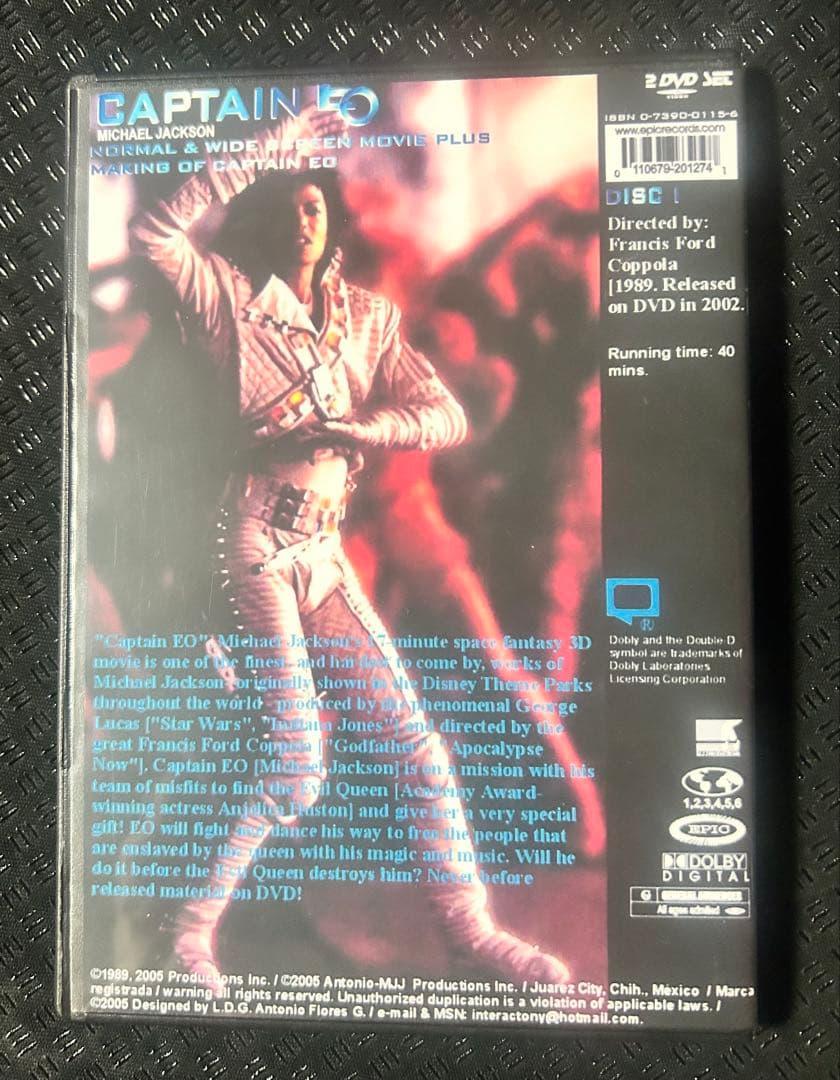 CAPTAIN EO
MICHAEL JACKSON
NORMAL & WIDE SCREEN MOVIE PLUS
MAKING OF CAPTAIN EO
2 DVD SET
VIDEO
ISBN 0-7390-0115-6
www.epicrecords.com
0 110679-201274 1
DISC 1
Directed by:
Francis Ford
Coppola
[1989. Released
on DVD in 2002.
Running time: 40
mins.
®
Dobly and the Double-D
symbol are trademarks of
Dobly Laboratories
Licensing Corporation
1,2,3,4,5,6
EPIC
DOLBY
DIGITAL
G GENERAL AUDIENCES
All ages admitted
"Captain EO" Michael Jackson's 17-minute space fantasy 3D
movie is one of the finest, and hardest to come by, works of
Michael Jackson, originally shown in the Disney Theme Parks
throughout the world - produced by the phenomenal George
Lucas ["Star Wars", "Indiana Jones"] and directed by the
great Francis Ford Coppola ["Godfather", "Apocalypse
Now"]. Captain EO [Michael Jackson] is on a mission with his
team of misfits to find the Evil Queen [Academy Award-
winning actress Anjelica Huston] and give her a very special
gift! EO will fight and dance his way to free the people that
are enslaved by the queen with his magic and music. Will he
do it before the Evil Queen destroys him? Never before
released material on DVD!
©1989, 2005 Productions Inc. / ©2005 Antonio-MJJ Productions Inc. / Juarez City, Chih., Mexico / Marca
registrada / warning all rights reserved. Unauthorized duplication is a violation of applicable laws. /
©2005 Designed by L.D.G. Antonio Flores G. / e-mail & MSN: interactony@hotmail.com.